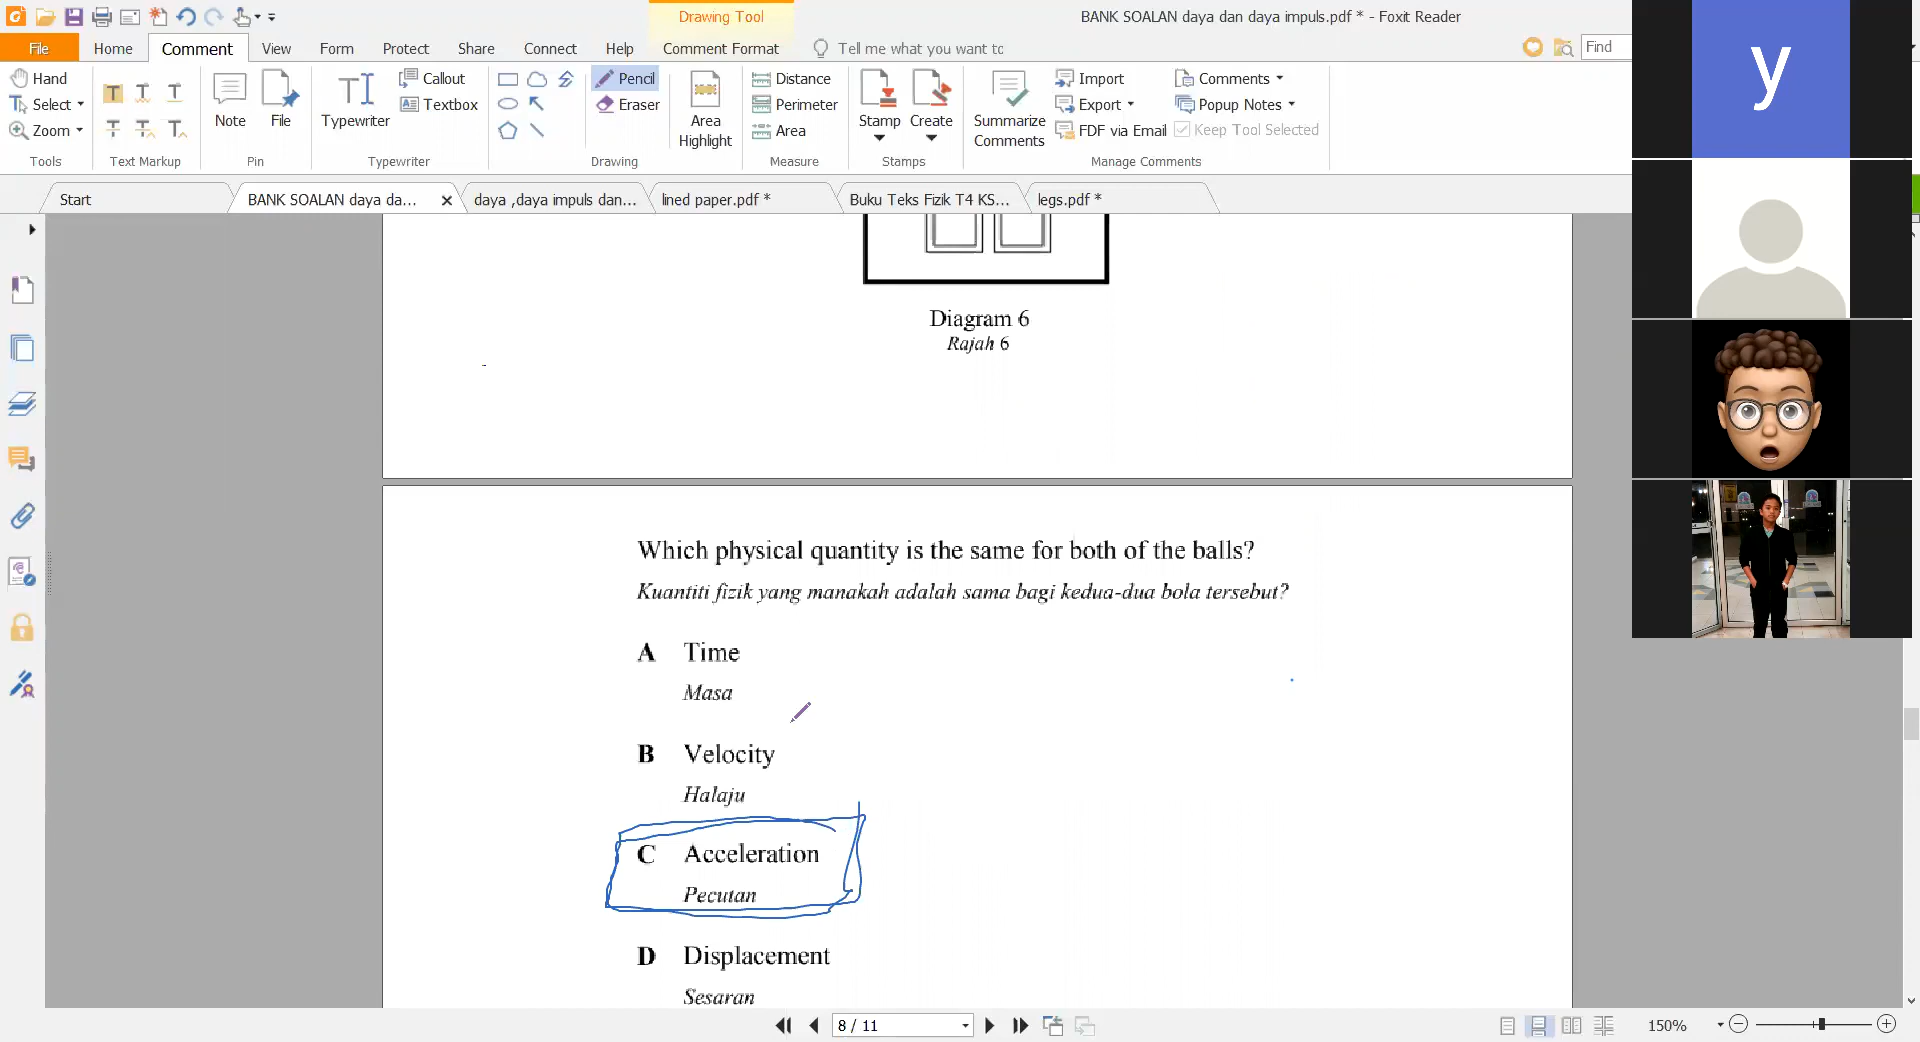 Drawing Tool
BANK SOALAN daya dan daya impuls.pdf * - Foxit Reader
File Home Comment View Form Protect Share Connect Help Comment Format Tell me what you want to Find
Hand
Select
Zoom
Tools
Text Markup
Note
File
Pin
Typewriter
Callout
Textbox
Typewriter
Pencil
Eraser
Drawing
Area Highlight
Distance
Perimeter
Area
Measure
Stamp
Create
Stamps
Summarize Comments
Import
Export
FDF via Email
Comments
Popup Notes
Keep Tool Selected
Manage Comments
Start
BANK SOALAN daya da...
daya ,daya impuls dan...
lined paper.pdf *
Buku Teks Fizik T4 KS...
legs.pdf *
y
Diagram 6
Rajah 6
Which physical quantity is the same for both of the balls?
Kuantiti fizik yang manakah adalah sama bagi kedua-dua bola tersebut?
A Time
Masa
B Velocity
Halaju
C Acceleration
Pecutan
D Displacement
Sesaran
8 / 11
150%